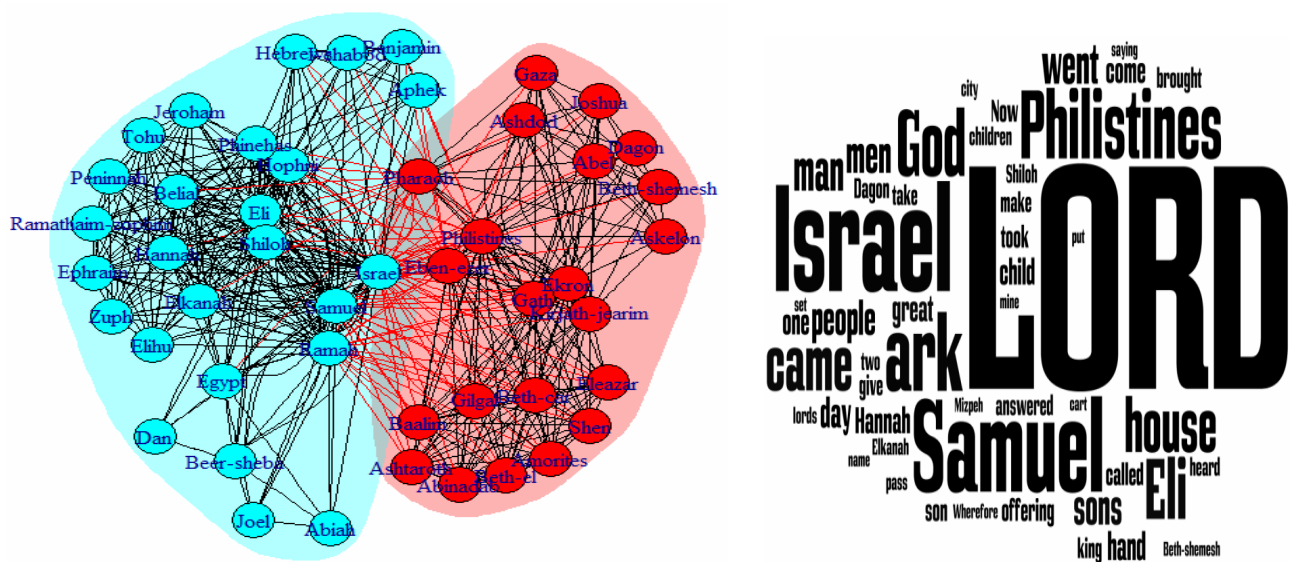 Hebrews
Ichabod
Benjamin
Aphek
Jeroham
Tohu
Phinehas
Hophni
Peninnah
Belial
Eli
Ramathaim-zophim
Shiloh
Hannah
Israel
Ephraim
Elkanah
Samuel
Zuph
Elihu
Ramah
Egypt
Dan
Beer-sheba
Joel
Abiah
Gaza
Joshua
Ashdod
Dagon
Abel
Pharaoh
Beth-shemesh
Philistines
Askelon
Eben-ezer
Ekron
Gath
Kirjath-jearim
Eleazar
Gilgal
Beth-car
Baalim
Shen
Amorites
Ashtaroth
Beth-el
Abinadab
saying
went
come
brought
city
Now
Philistines
children
God
men
man
Dagon
take
Shiloh
make
LORD
Israel
took
put
child
mine
set
great
one
people
ark
came
two
give
lords
day
Hannah
Mizpeh
answered
cart
house
Samuel
Elkanah
name
called
heard
pass
Eli
son
Wherefore
offering
sons
king
hand
Beth-shemesh